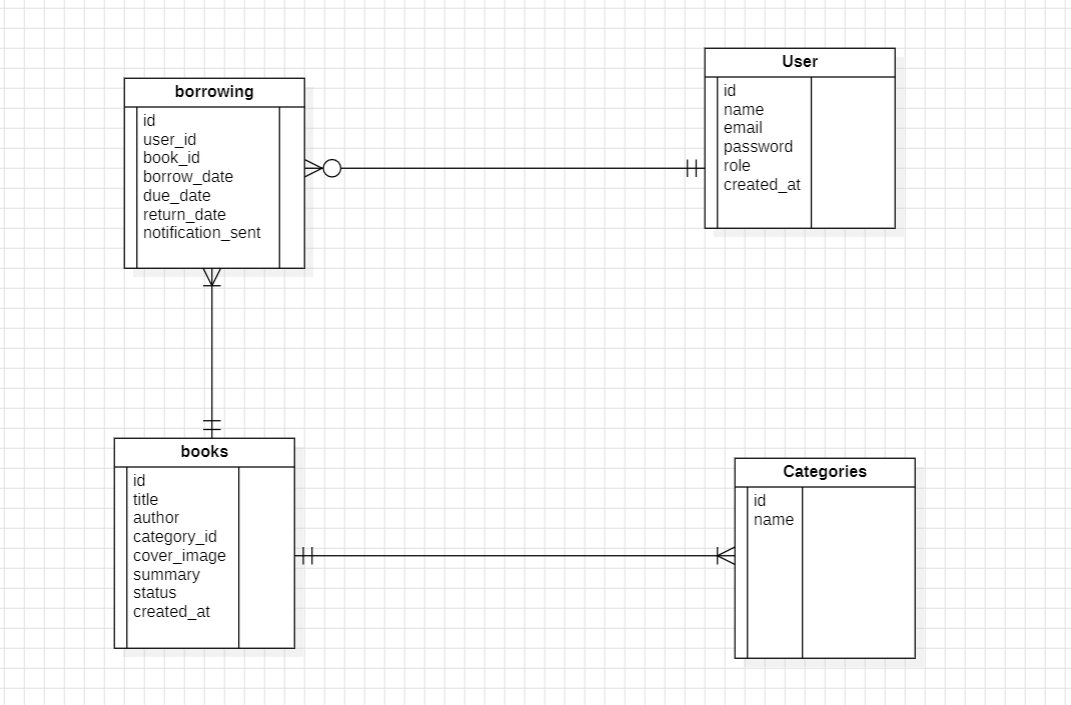 borrowing
id
user_id
book_id
borrow_date
due_date
return_date
notification_sent
User
id
name
email
password
role
created_at
books
id
title
author
category_id
cover_image
summary
status
created_at
Categories
id
name